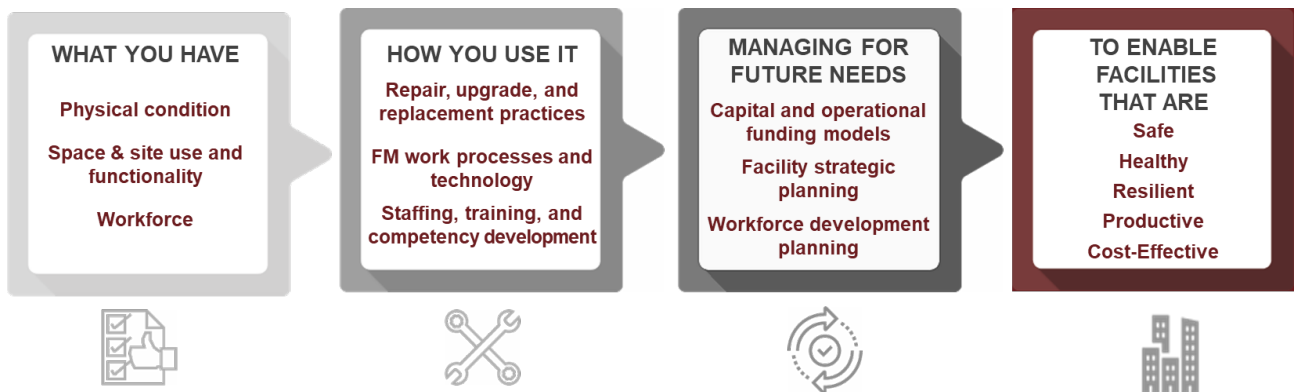 WHAT YOU HAVE
Physical condition
Space & site use and
functionality
Workforce
HOW YOU USE IT
Repair, upgrade, and
replacement practices
FM work processes and
technology
Staffing, training, and
competency development
MANAGING FOR
FUTURE NEEDS
Capital and operational
funding models
Facility strategic
planning
Workforce development
planning
TO ENABLE
FACILITIES
THAT ARE
Safe
Healthy
Resilient
Productive
Cost-Effective